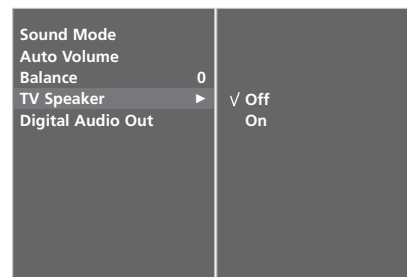 Sound Mode
Auto Volume
Balance 0
TV Speaker ►
Digital Audio Out
√ Off
On